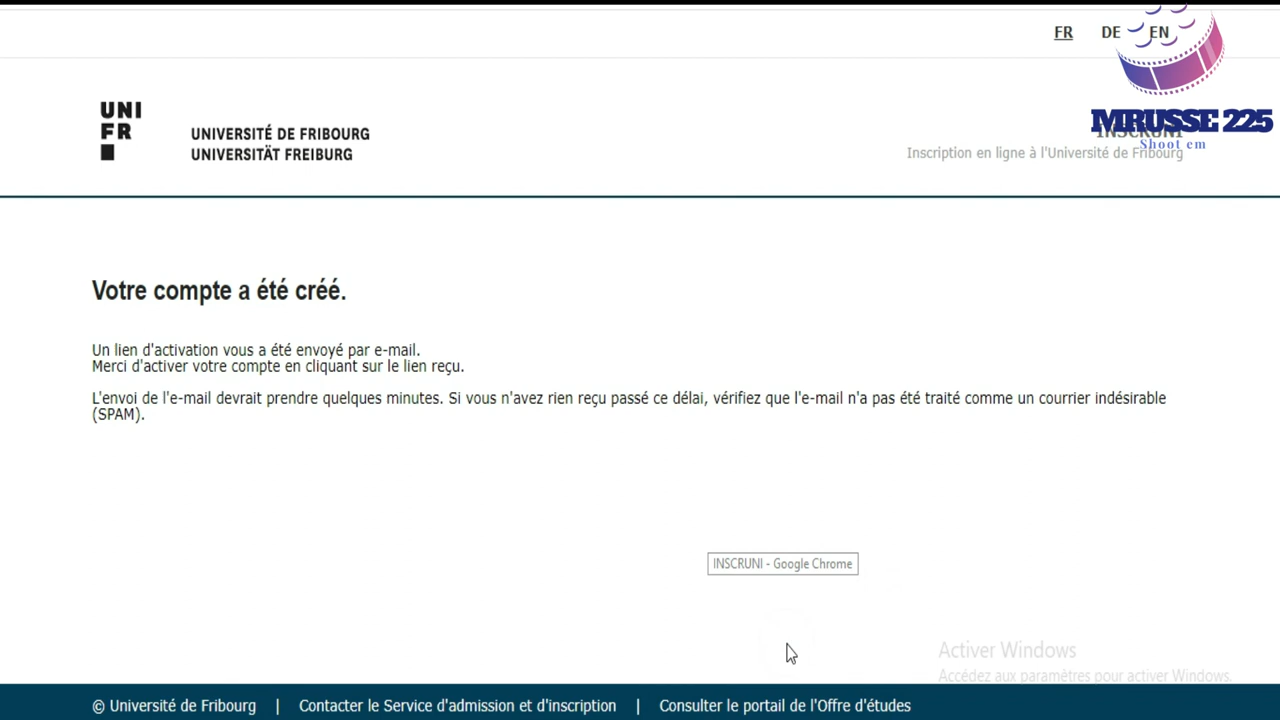 FR DE EN
UNI
FR
UNIVERSITÉ DE FRIBOURG
UNIVERSITÄT FREIBURG
MRUSSE 225
INSCRUNI
Shoot em
Inscription en ligne à l'Université de Fribourg
Votre compte a été créé.
Un lien d'activation vous a été envoyé par e-mail.
Merci d'activer votre compte en cliquant sur le lien reçu.
L'envoi de l'e-mail devrait prendre quelques minutes. Si vous n'avez rien reçu passé ce délai, vérifiez que l'e-mail n'a pas été traité comme un courrier indésirable
(SPAM).
INSCRUNI - Google Chrome
Activer Windows
Accédez aux paramètres pour activer Windows.
© Université de Fribourg | Contacter le Service d'admission et d'inscription | Consulter le portail de l'Offre d'études